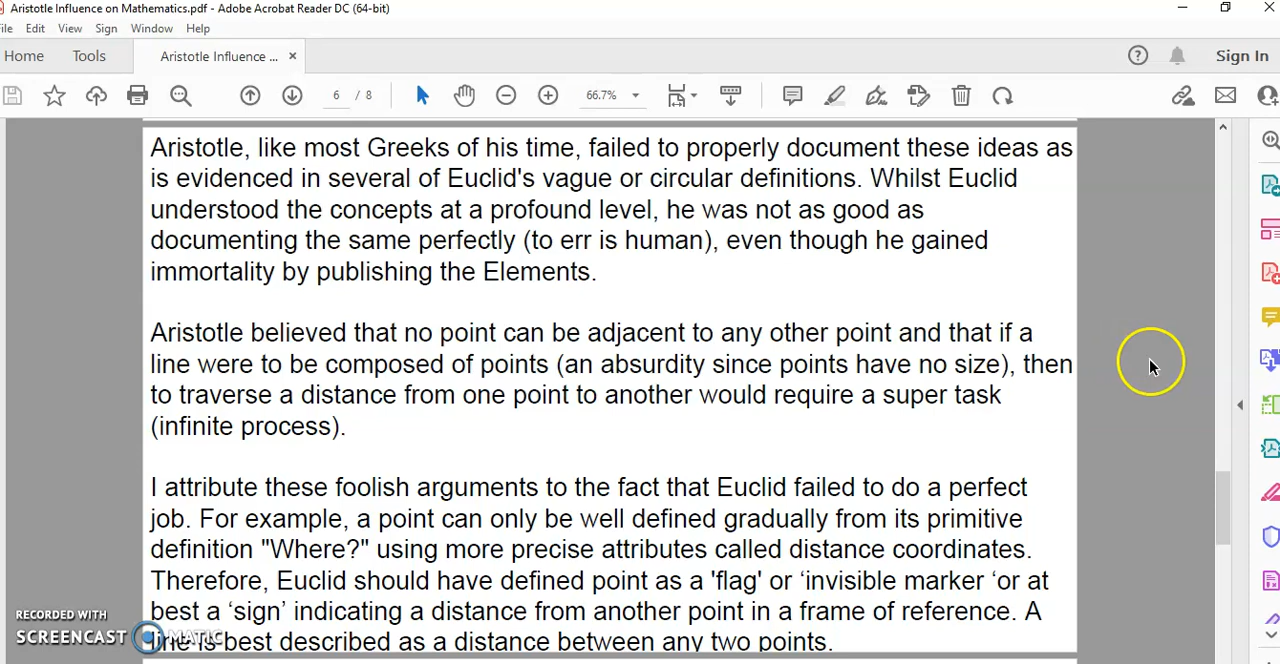 Aristotle Influence on Mathematics.pdf - Adobe Acrobat Reader DC (64-bit)
File Edit View Sign Window Help
Home Tools Aristotle Influence ... × Sign In
6 / 8 66.7%
Aristotle, like most Greeks of his time, failed to properly document these ideas as
is evidenced in several of Euclid's vague or circular definitions. Whilst Euclid
understood the concepts at a profound level, he was not as good as
documenting the same perfectly (to err is human), even though he gained
immortality by publishing the Elements.
Aristotle believed that no point can be adjacent to any other point and that if a
line were to be composed of points (an absurdity since points have no size), then
to traverse a distance from one point to another would require a super task
(infinite process).
I attribute these foolish arguments to the fact that Euclid failed to do a perfect
job. For example, a point can only be well defined gradually from its primitive
definition "Where?" using more precise attributes called distance coordinates.
Therefore, Euclid should have defined point as a 'flag' or ‘invisible marker ‘or at
best a ‘sign’ indicating a distance from another point in a frame of reference. A
line is best described as a distance between any two points.
RECORDED WITH
SCREENCAST MATIC